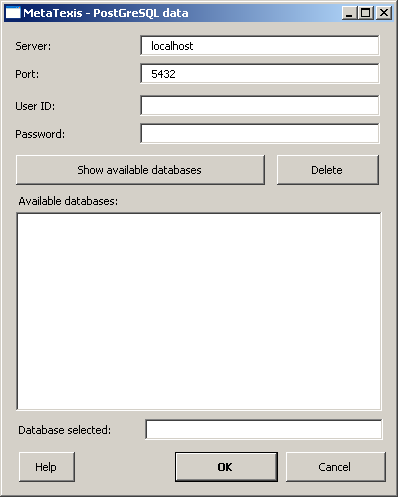 MetaTexis - PostGreSQL data
Server: localhost
Port: 5432
User ID:
Password:
Show available databases Delete
Available databases:
Database selected:
Help OK Cancel